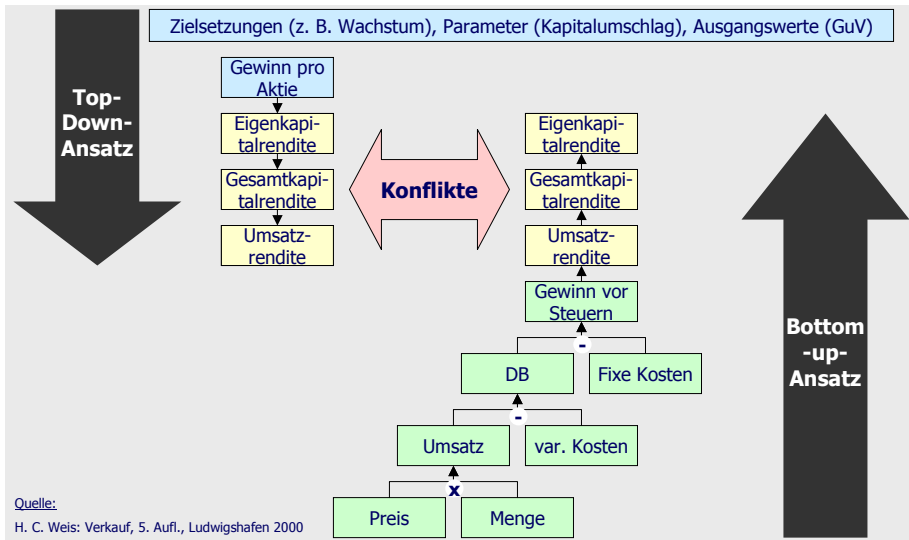 Zielsetzungen (z. B. Wachstum), Parameter (Kapitalumschlag), Ausgangswerte (GuV)
Top-
Down-
Ansatz
Gewinn pro
Aktie
Eigenkapi-
talrendite
Gesamtkapi-
talrendite
Umsatz-
rendite
Konflikte
Eigenkapi-
talrendite
Gesamtkapi-
talrendite
Umsatz-
rendite
Gewinn vor
Steuern
-
DB
Fixe Kosten
-
Umsatz
var. Kosten
x
Preis
Menge
Bottom
-up-
Ansatz
Quelle:
H. C. Weis: Verkauf, 5. Aufl., Ludwigshafen 2000